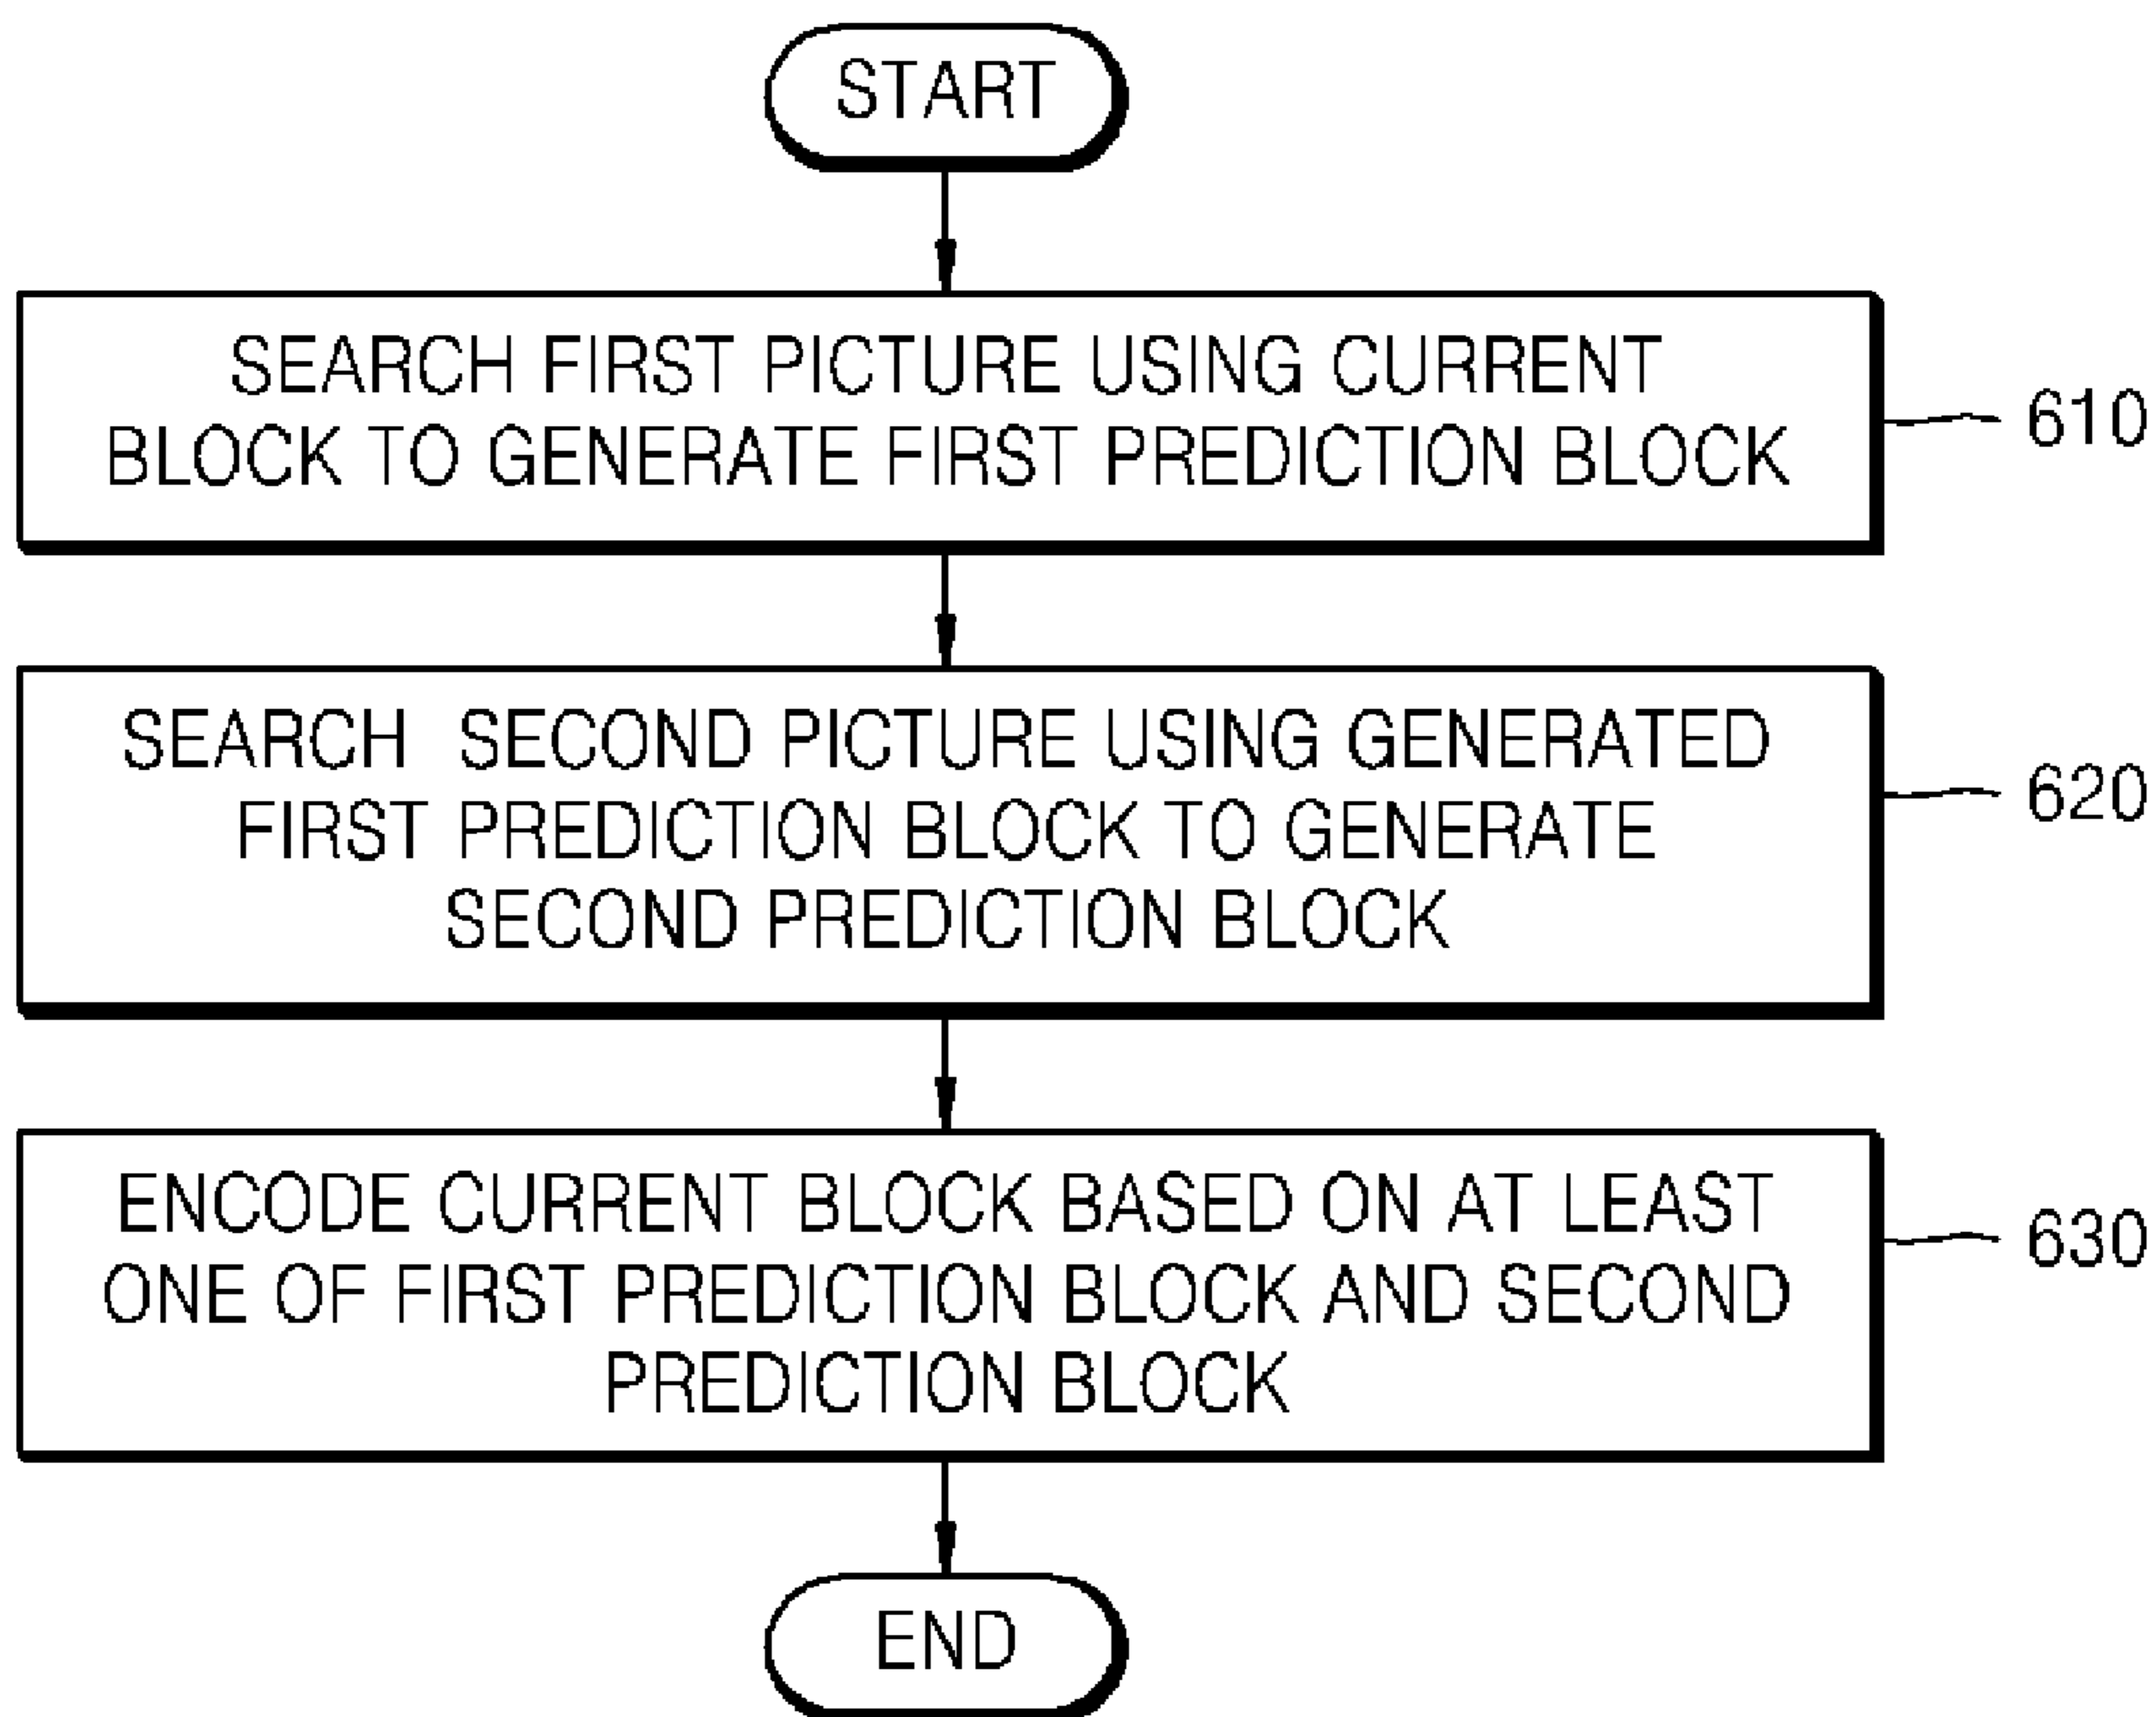 START
SEARCH FIRST PICTURE USING CURRENT
BLOCK TO GENERATE FIRST PREDICTION BLOCK
610
SEARCH SECOND PICTURE USING GENERATED
FIRST PREDICTION BLOCK TO GENERATE
SECOND PREDICTION BLOCK
620
ENCODE CURRENT BLOCK BASED ON AT LEAST
ONE OF FIRST PREDICTION BLOCK AND SECOND
PREDICTION BLOCK
630
END